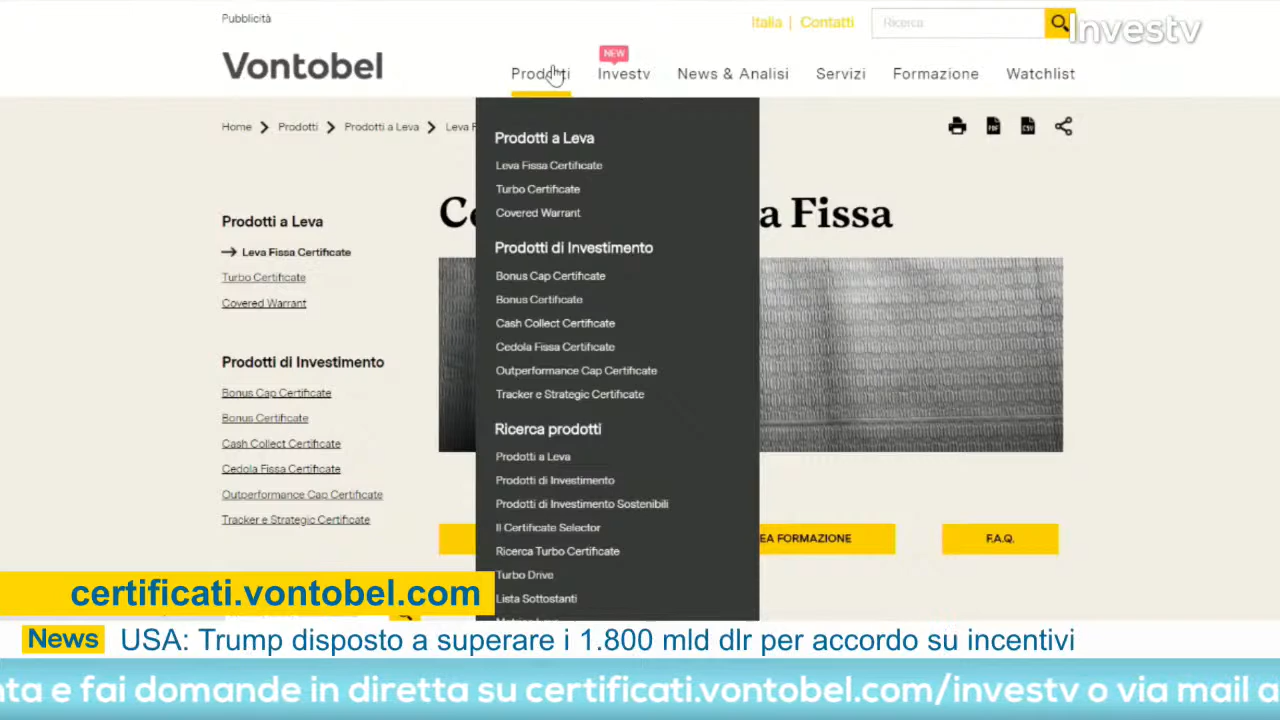 Pubblicità
Italia | Contatti
Ricerca
Investv
Vontobel
NEW
Prodotti
Investv
News & Analisi
Servizi
Formazione
Watchlist
Home
Prodotti
Prodotti a Leva
Leva F
PDF
CSV
Prodotti a Leva
Leva Fissa Certificate
Turbo Certificate
Covered Warrant
Prodotti di Investimento
Bonus Cap Certificate
Bonus Certificate
Cash Collect Certificate
Cedola Fissa Certificate
Outperformance Cap Certificate
Tracker e Strategic Certificate
Prodotti a Leva
Leva Fissa Certificate
Turbo Certificate
Covered Warrant
Prodotti di Investimento
Bonus Cap Certificate
Bonus Certificate
Cash Collect Certificate
Cedola Fissa Certificate
Outperformance Cap Certificate
Tracker e Strategic Certificate
Ricerca prodotti
Prodotti a Leva
Prodotti di Investimento
Prodotti di Investimento Sostenibili
Il Certificate Selector
Ricerca Turbo Certificate
Turbo Drive
Lista Sottostanti
a Fissa
EA FORMAZIONE
F.A.Q.
certificati.vontobel.com
News USA: Trump disposto a superare i 1.800 mld dlr per accordo su incentivi
nta e fai domande in diretta su certificati.vontobel.com/investv o via mail a